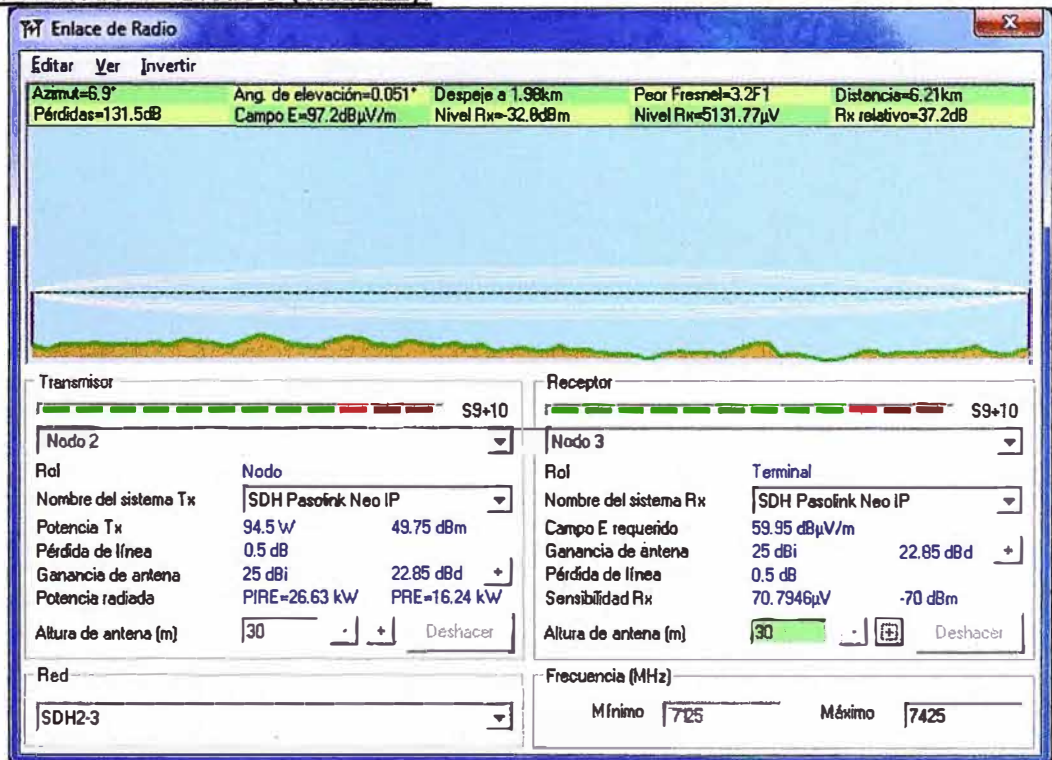 Enlace de Radio
Editar Ver Invertir
Azimut=6.9° Ang. de elevación=0.051° Despeje a 1.98km Peor Fresnel=3.2F1 Distancia=6.21km
Pérdidas=131.5dB Campo E=97.2dBµV/m Nivel Rx=-32.8dBm Nivel Rx=5131.77µV Rx relativo=37.2dB
Transmisor
S9+10
Nodo 2
Rol Nodo
Nombre del sistema Tx SDH Pasolink Neo IP
Potencia Tx 94.5 W 49.75 dBm
Pérdida de línea 0.5 dB
Ganancia de antena 25 dBi 22.85 dBd +
Potencia radiada PIRE=26.63 kW PRE=16.24 kW
Altura de antena (m) 30 - + Deshacer
Red
SDH2-3
Receptor
S9+10
Nodo 3
Rol Terminal
Nombre del sistema Rx SDH Pasolink Neo IP
Campo E requerido 59.95 dBµV/m
Ganancia de antena 25 dBi 22.85 dBd +
Pérdida de línea 0.5 dB
Sensibilidad Rx 70.7946µV -70 dBm
Altura de antena (m) 30 - + Deshacer
Frecuencia (MHz)
Mínimo 7125 Máximo 7425